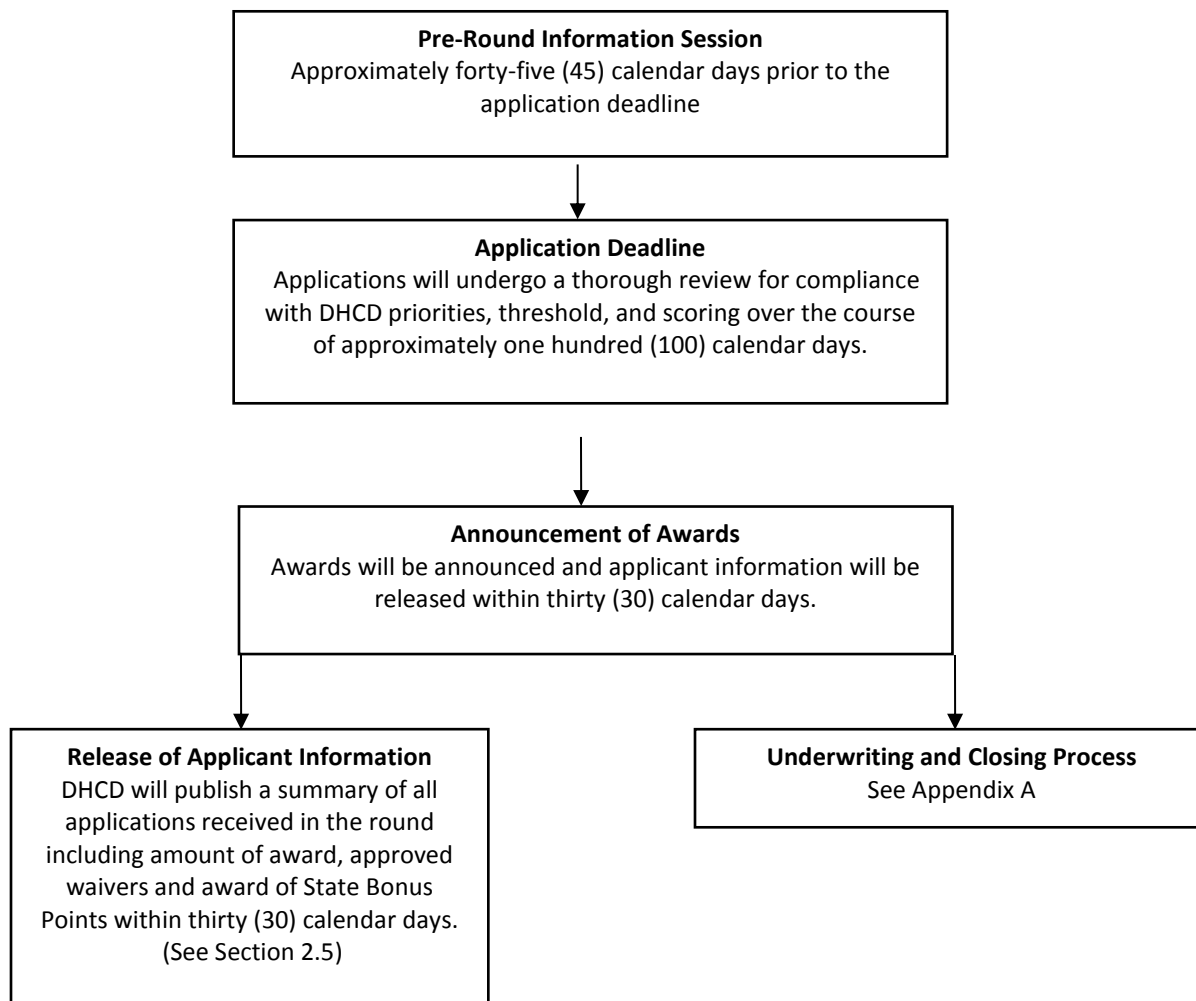 Pre-Round Information Session
Approximately forty-five (45) calendar days prior to the
application deadline
Application Deadline
Applications will undergo a thorough review for compliance
with DHCD priorities, threshold, and scoring over the course
of approximately one hundred (100) calendar days.
Announcement of Awards
Awards will be announced and applicant information will be
released within thirty (30) calendar days.
Release of Applicant Information
DHCD will publish a summary of all
applications received in the round
including amount of award, approved
waivers and award of State Bonus
Points within thirty (30) calendar days.
(See Section 2.5)
Underwriting and Closing Process
See Appendix A